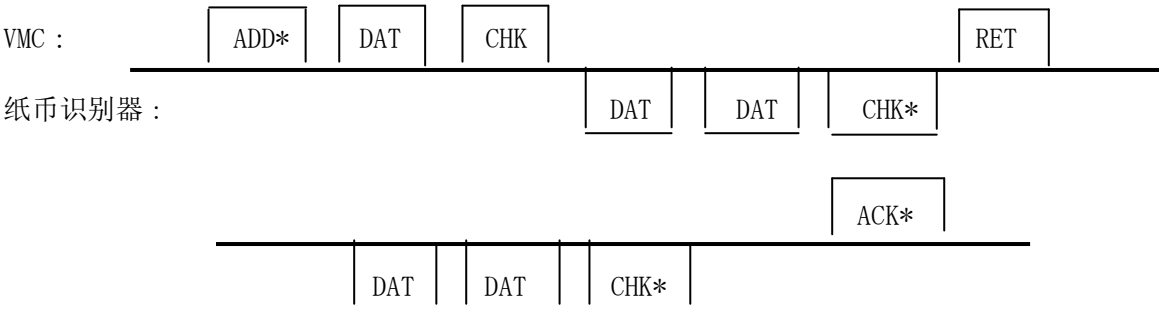 VMC： ADD* DAT CHK RET
纸币识别器： DAT DAT CHK*
ACK*
DAT DAT CHK*